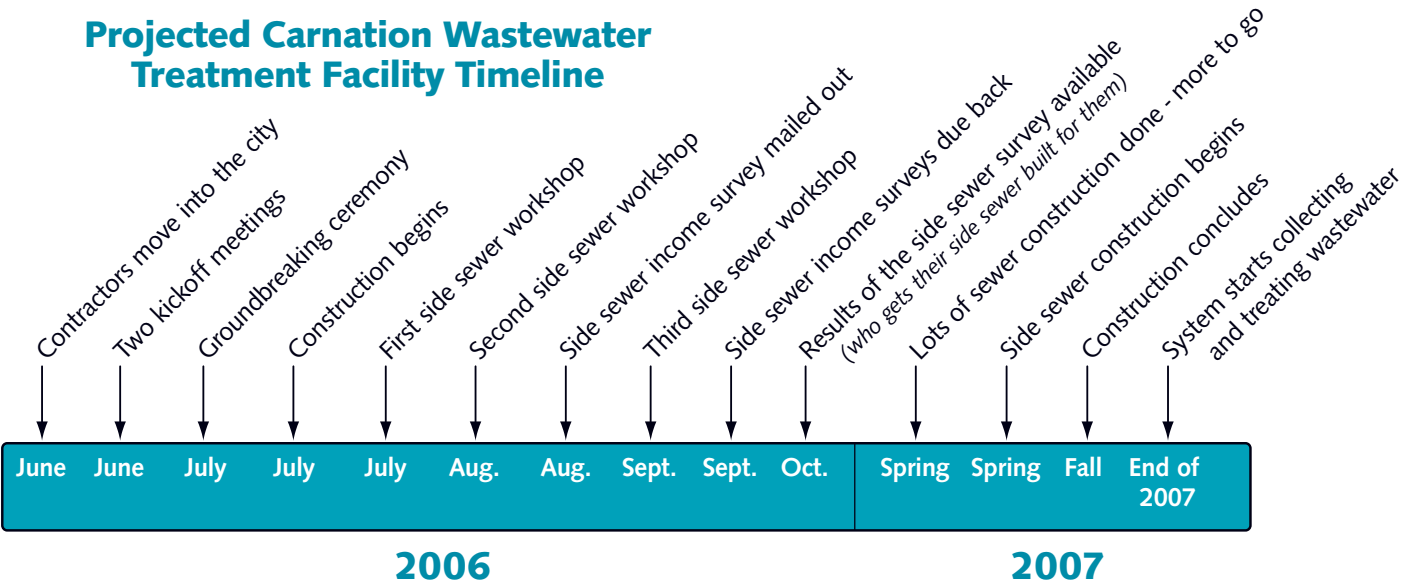 Projected Carnation Wastewater
Treatment Facility Timeline
Contractors move into the city
Two kickoff meetings
Groundbreaking ceremony
Construction begins
First side sewer workshop
Second side sewer workshop
Side sewer income survey mailed out
Third side sewer workshop
Side sewer income surveys due back
Results of the side sewer survey available
(who gets their side sewer built for them)
Lots of sewer construction done - more to go
Side sewer construction begins
Construction concludes
System starts collecting
and treating wastewater
June June July July July Aug. Aug. Sept. Sept. Oct. Spring Spring Fall End of
2007
2006 2007